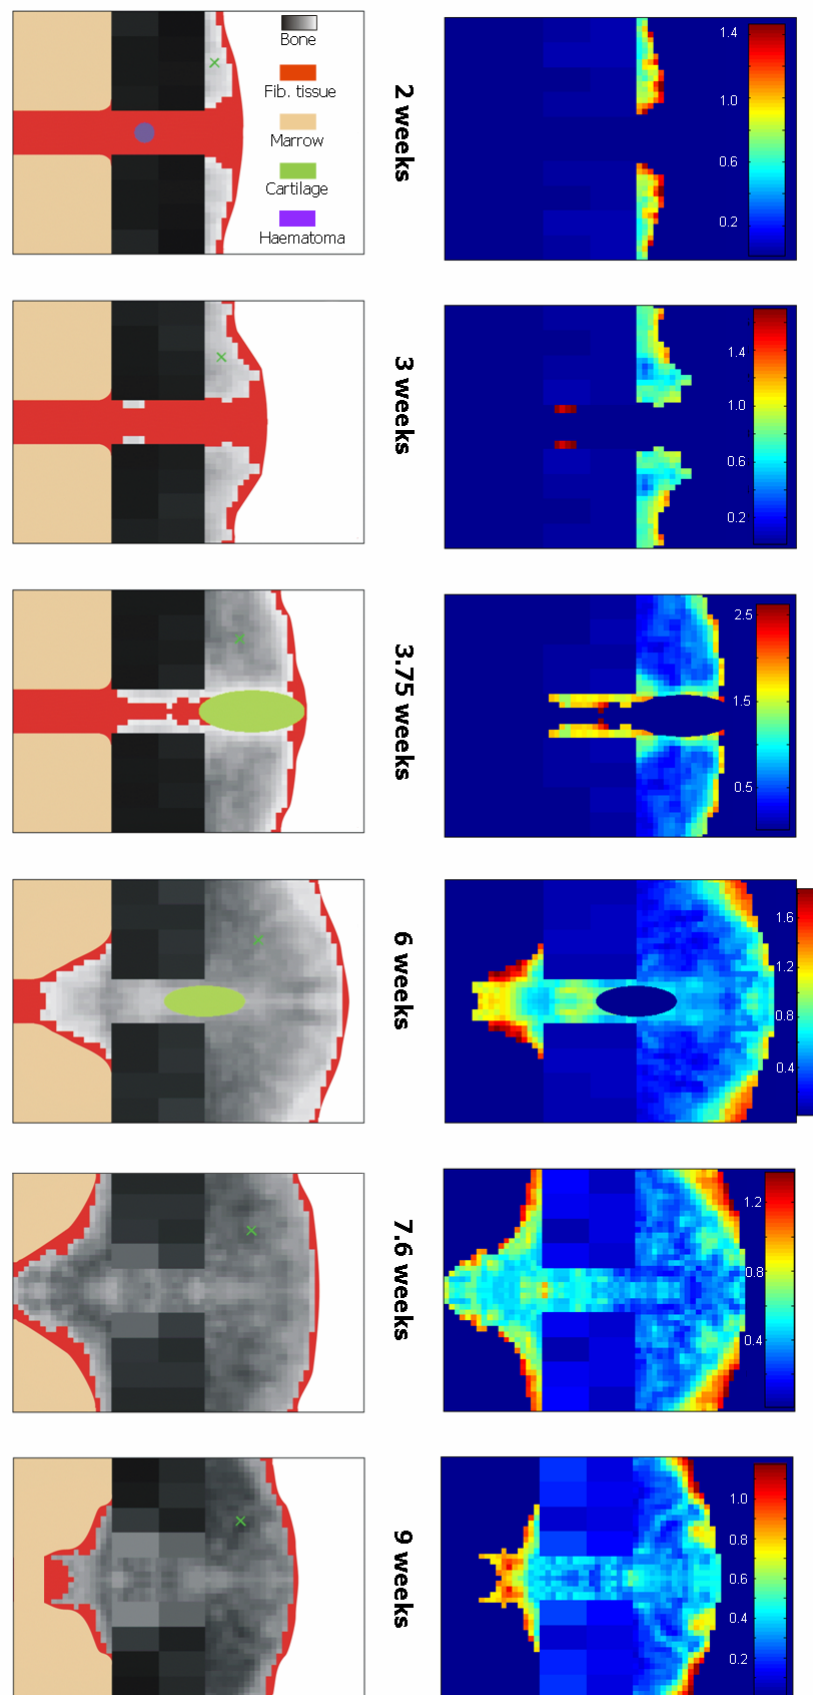 Bone
Fib. tissue
Marrow
Cartilage
Haematoma
2 weeks
1.4
1.0
0.6
0.2
3 weeks
1.4
1.0
0.6
0.2
3.75 weeks
2.5
1.5
0.5
6 weeks
1.6
1.2
0.8
0.4
7.6 weeks
1.2
0.8
0.4
9 weeks
1.0
0.8
0.6
0.4
0.2